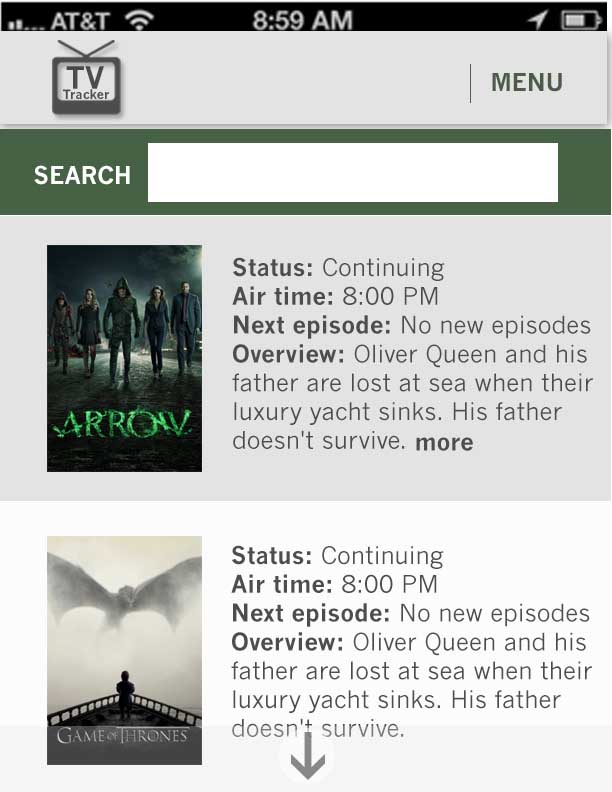 AT&T 8:59 AM
TV
Tracker
MENU
SEARCH
Status: Continuing
Air time: 8:00 PM
Next episode: No new episodes
Overview: Oliver Queen and his
father are lost at sea when their
luxury yacht sinks. His father
doesn't survive. more
ARROW
Status: Continuing
Air time: 8:00 PM
Next episode: No new episodes
Overview: Oliver Queen and his
father are lost at sea when their
luxury yacht sinks. His father
doesn't survive.
GAME OF THRONES